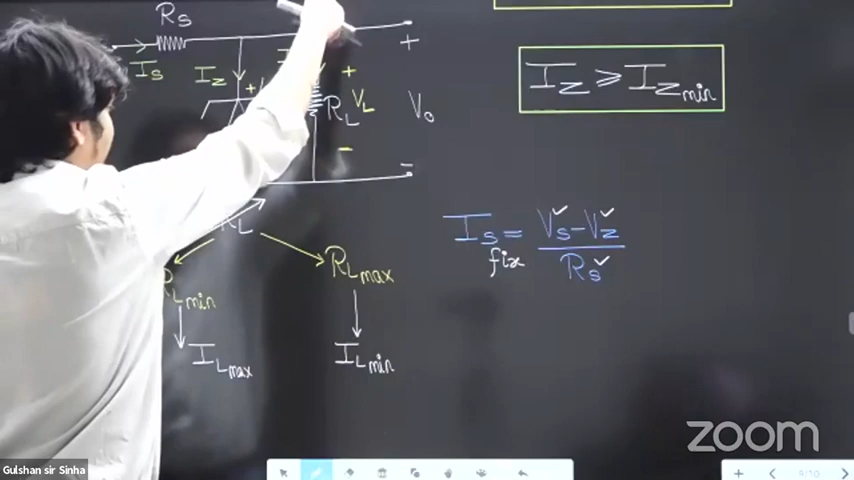 Rs
Is
Iz
+
+
+
RL VL
Vo
-
-
Iz ≥ Izmin
RL
RLmin
RLmax
ILmax
ILmin
Is = Vs - Vz
fix Rs
zoom
Gulshan sir Sinha